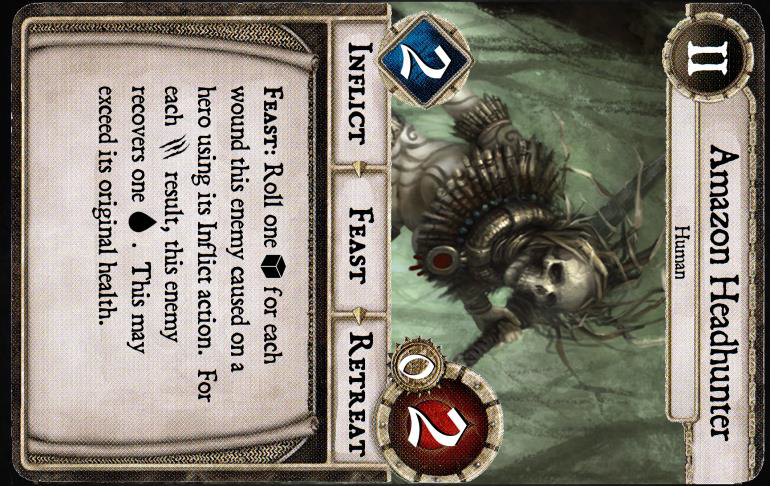 II
Amazon Headhunter
Human
2
0
2
INFLICT FEAST RETREAT
FEAST: Roll one for each
wound this enemy caused on a
hero using its Inflict action. For
each result, this enemy
recovers one . This may
exceed its original health.